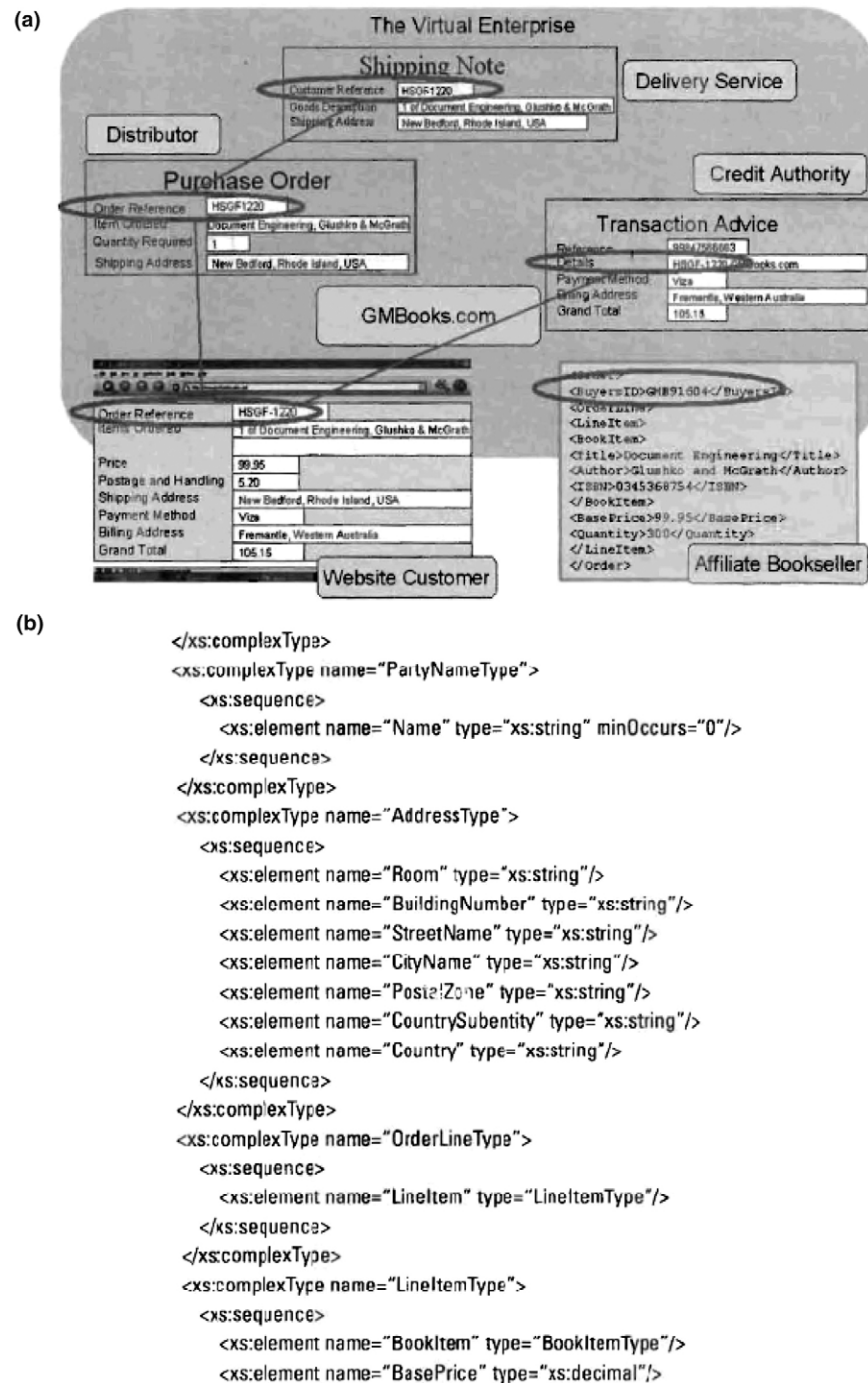 (a)
The Virtual Enterprise
Shipping Note
Customer Reference HSGF1220
Goods Description 1 of Document Engineering, Glushko & McGrath
Shipping Address New Bedford, Rhode Island, USA
Delivery Service
Distributor
Purchase Order
Order Reference HSGF1220
Item Ordered Document Engineering, Glushko & McGrath
Quantity Required 1
Shipping Address New Bedford, Rhode Island, USA
Credit Authority
Transaction Advice
Reference 99847566663
Details HSGF-1220 GMBooks.com
Payment Method Viza
Billing Address Fremantle, Western Australia
Grand Total 105.15
GMBooks.com
Order Reference HSGF-1220
Items Ordered 1 of Document Engineering, Glushko & McGrath
Price 99.95
Postage and Handling 5.20
Shipping Address New Bedford, Rhode Island, USA
Payment Method Viza
Billing Address Fremantle, Western Australia
Grand Total 105.15
Website Customer
<Order>
<BuyersID>GMB91604</BuyersID>
<OrderLine>
<LineItem>
<BookItem>
<Title>Document Engineering</Title>
<Author>Glushko and McGrath</Author>
<ISBN>0345368754</ISBN>
</BookItem>
<BasePrice>99.95</BasePrice>
<Quantity>300</Quantity>
</LineItem>
</Order>
Affiliate Bookseller
(b)
</xs:complexType>
<xs:complexType name="PartyNameType">
<xs:sequence>
<xs:element name="Name" type="xs:string" minOccurs="0"/>
</xs:sequence>
</xs:complexType>
<xs:complexType name="AddressType">
<xs:sequence>
<xs:element name="Room" type="xs:string"/>
<xs:element name="BuildingNumber" type="xs:string"/>
<xs:element name="StreetName" type="xs:string"/>
<xs:element name="CityName" type="xs:string"/>
<xs:element name="PostalZone" type="xs:string"/>
<xs:element name="CountrySubentity" type="xs:string"/>
<xs:element name="Country" type="xs:string"/>
</xs:sequence>
</xs:complexType>
<xs:complexType name="OrderLineType">
<xs:sequence>
<xs:element name="LineItem" type="LineItemType"/>
</xs:sequence>
</xs:complexType>
<xs:complexType name="LineItemType">
<xs:sequence>
<xs:element name="BookItem" type="BookItemType"/>
<xs:element name="BasePrice" type="xs:decimal"/>